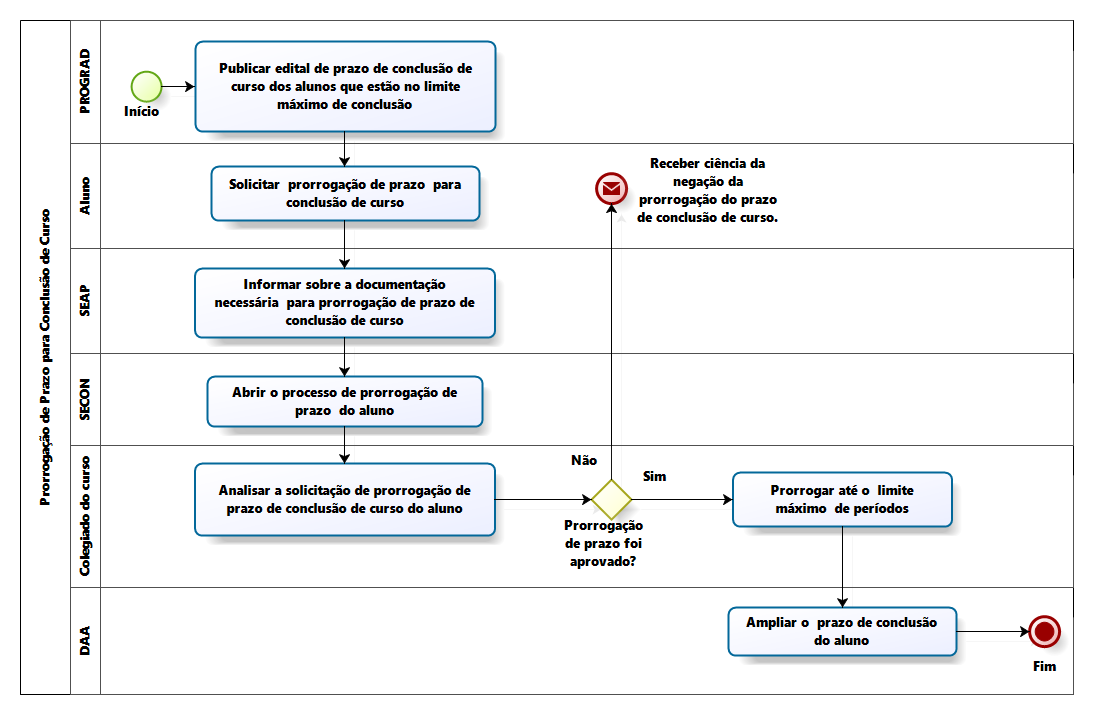 Prorrogação de Prazo para Conclusão de Curso
PROGRAD
Início
Publicar edital de prazo de conclusão de
curso dos alunos que estão no limite
máximo de conclusão
Aluno
Solicitar prorrogação de prazo para
conclusão de curso
Receber ciência da
negação da
prorrogação do prazo
de conclusão de curso.
SEAP
Informar sobre a documentação
necessária para prorrogação de prazo de
conclusão de curso
SECON
Abrir o processo de prorrogação de
prazo do aluno
Colegiado do curso
Analisar a solicitação de prorrogação de
prazo de conclusão de curso do aluno
Não
Sim
Prorrogação
de prazo foi
aprovado?
Prorrogar até o limite
máximo de períodos
DAA
Ampliar o prazo de conclusão
do aluno
Fim